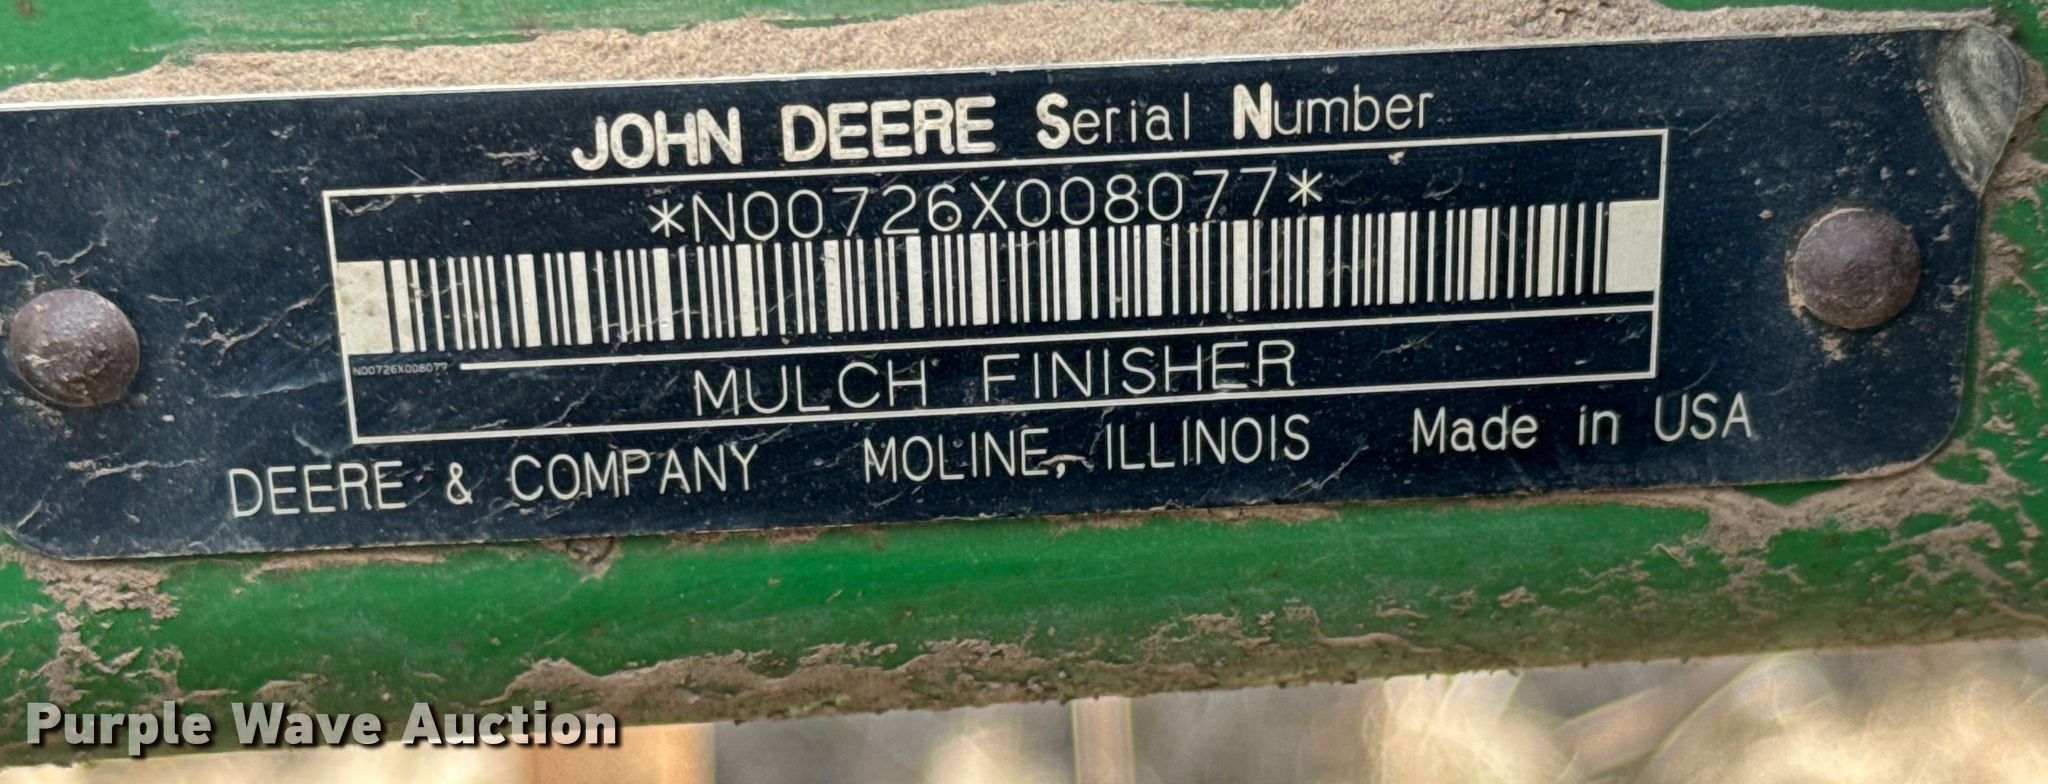 JOHN DEERE Serial Number
*N00726X008077*
N00726X008077
MULCH FINISHER
DEERE & COMPANY MOLINE, ILLINOIS Made in USA
Purple Wave Auction